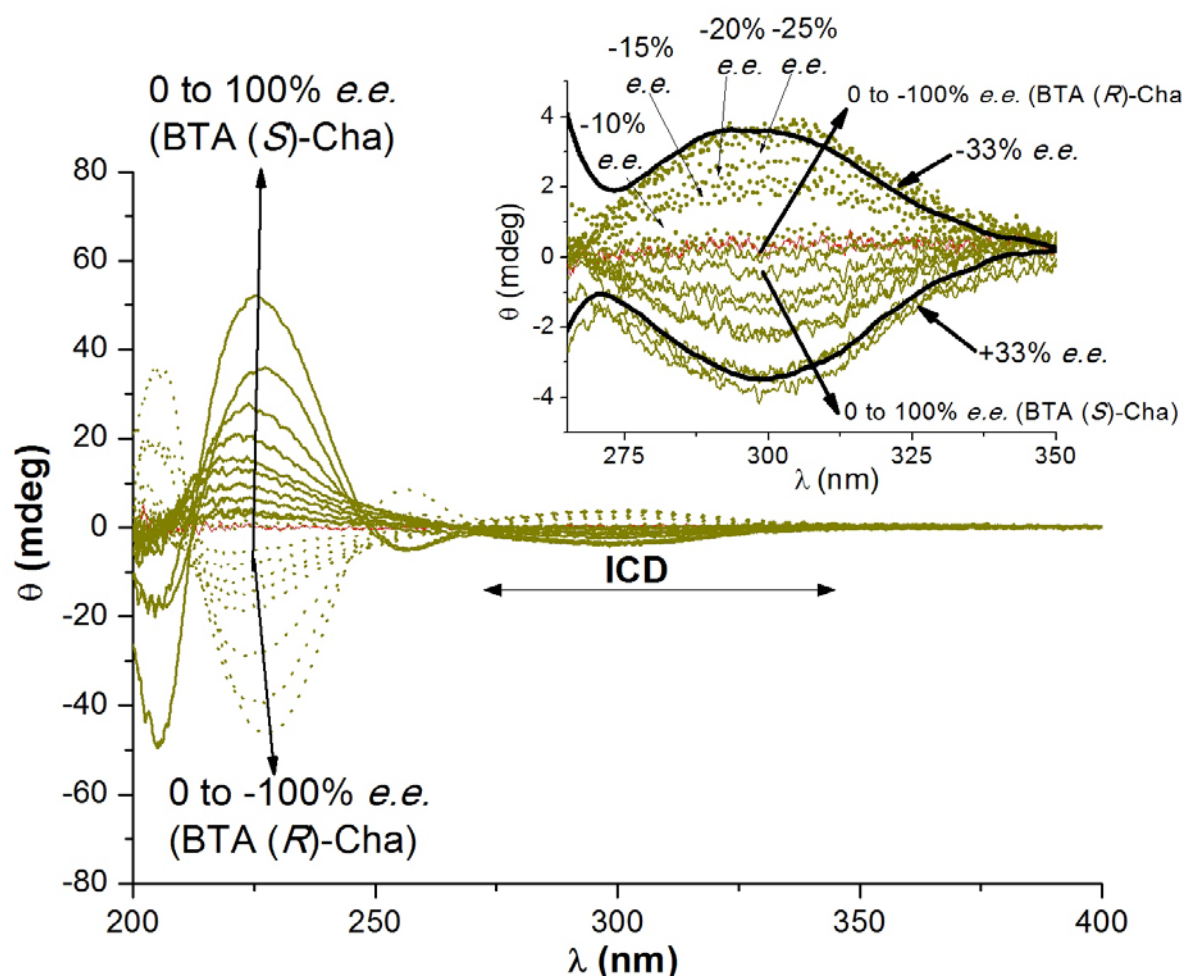 0 to 100% e.e.
(BTA (S)-Cha)
80
60
40
20
0
-20
-40
-60
-80
θ (mdeg)
200
250
300
350
400
λ (nm)
ICD
0 to -100% e.e.
(BTA (R)-Cha)
-10%
e.e.
-15%
e.e.
-20%
e.e.
-25%
e.e.
0 to -100% e.e. (BTA (R)-Cha
-33% e.e.
+33% e.e.
0 to 100% e.e. (BTA (S)-Cha)
4
2
0
-2
-4
θ (mdeg)
275
300
325
350
λ (nm)